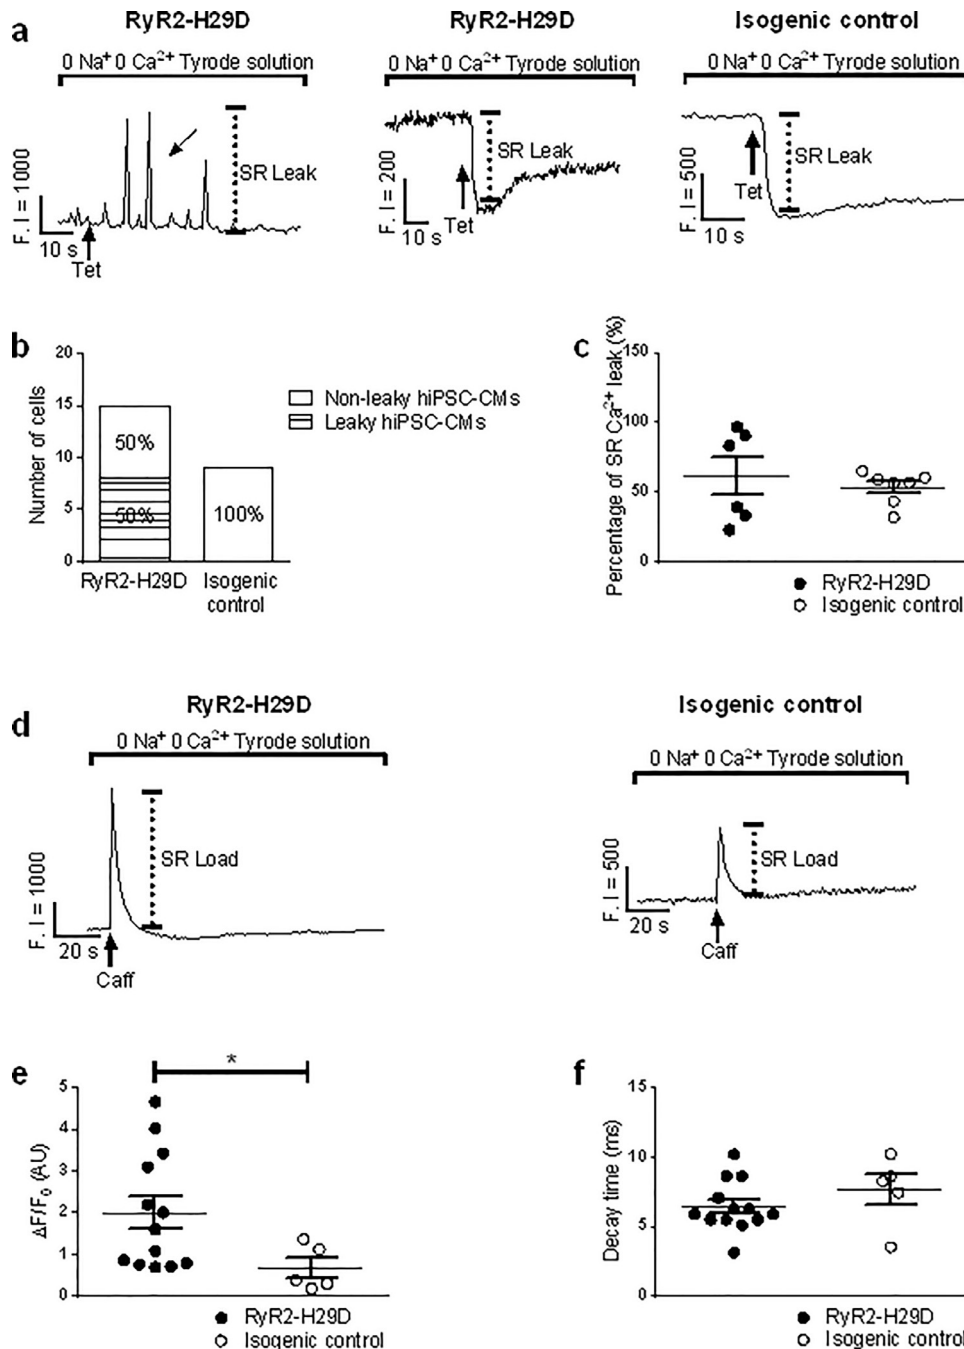 a
RyR2-H29D
RyR2-H29D
Isogenic control
0 Na⁺ 0 Ca²⁺ Tyrode solution
0 Na⁺ 0 Ca²⁺ Tyrode solution
0 Na⁺ 0 Ca²⁺ Tyrode solution
F. I = 1000
10 s
Tet
SR Leak
F. I = 200
10 s
Tet
SR Leak
F. I = 500
10 s
Tet
SR Leak
b
Number of cells
20
15
10
5
0
50%
50%
100%
RyR2-H29D
Isogenic
control
Non-leaky hiPSC-CMs
Leaky hiPSC-CMs
c
Percentage of SR Ca²⁺ leak (%)
150
100
50
0
RyR2-H29D
Isogenic control
d
RyR2-H29D
Isogenic control
0 Na⁺ 0 Ca²⁺ Tyrode solution
0 Na⁺ 0 Ca²⁺ Tyrode solution
F. I = 1000
20 s
Caff
SR Load
F. I = 500
20 s
Caff
SR Load
e
*
ΔF/F₀ (AU)
5
4
3
2
1
0
RyR2-H29D
Isogenic control
f
Decay time (ms)
15
10
5
0
RyR2-H29D
Isogenic control